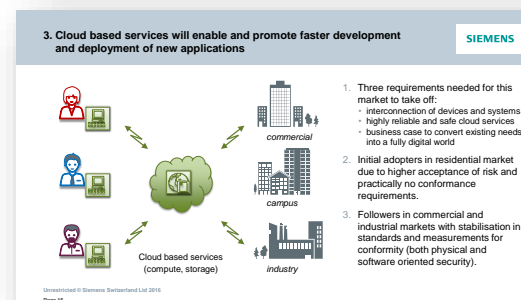 3. Cloud based services will enable and promote faster development
and deployment of new applications
SIEMENS
commercial
campus
industry
Cloud based services
(compute, storage)
1. Three requirements needed for this
market to take off:
• interconnection of devices and systems
• highly reliable and safe cloud services
• business case to convert existing needs
into a fully digital world
2. Initial adopters in residential market
due to higher acceptance of risk and
practically no conformance
requirements.
3. Followers in commercial and
industrial markets with stabilisation in
standards and measurements for
conformity (both physical and
software oriented security).
Unrestricted © Siemens Switzerland Ltd 2016
Page